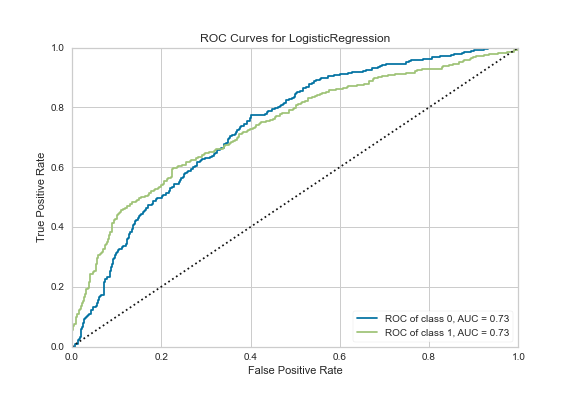 ROC Curves for LogisticRegression
1.0
0.8
0.6
0.4
0.2
0.0
True Positive Rate
0.0 0.2 0.4 0.6 0.8 1.0
False Positive Rate
ROC of class 0, AUC = 0.73
ROC of class 1, AUC = 0.73